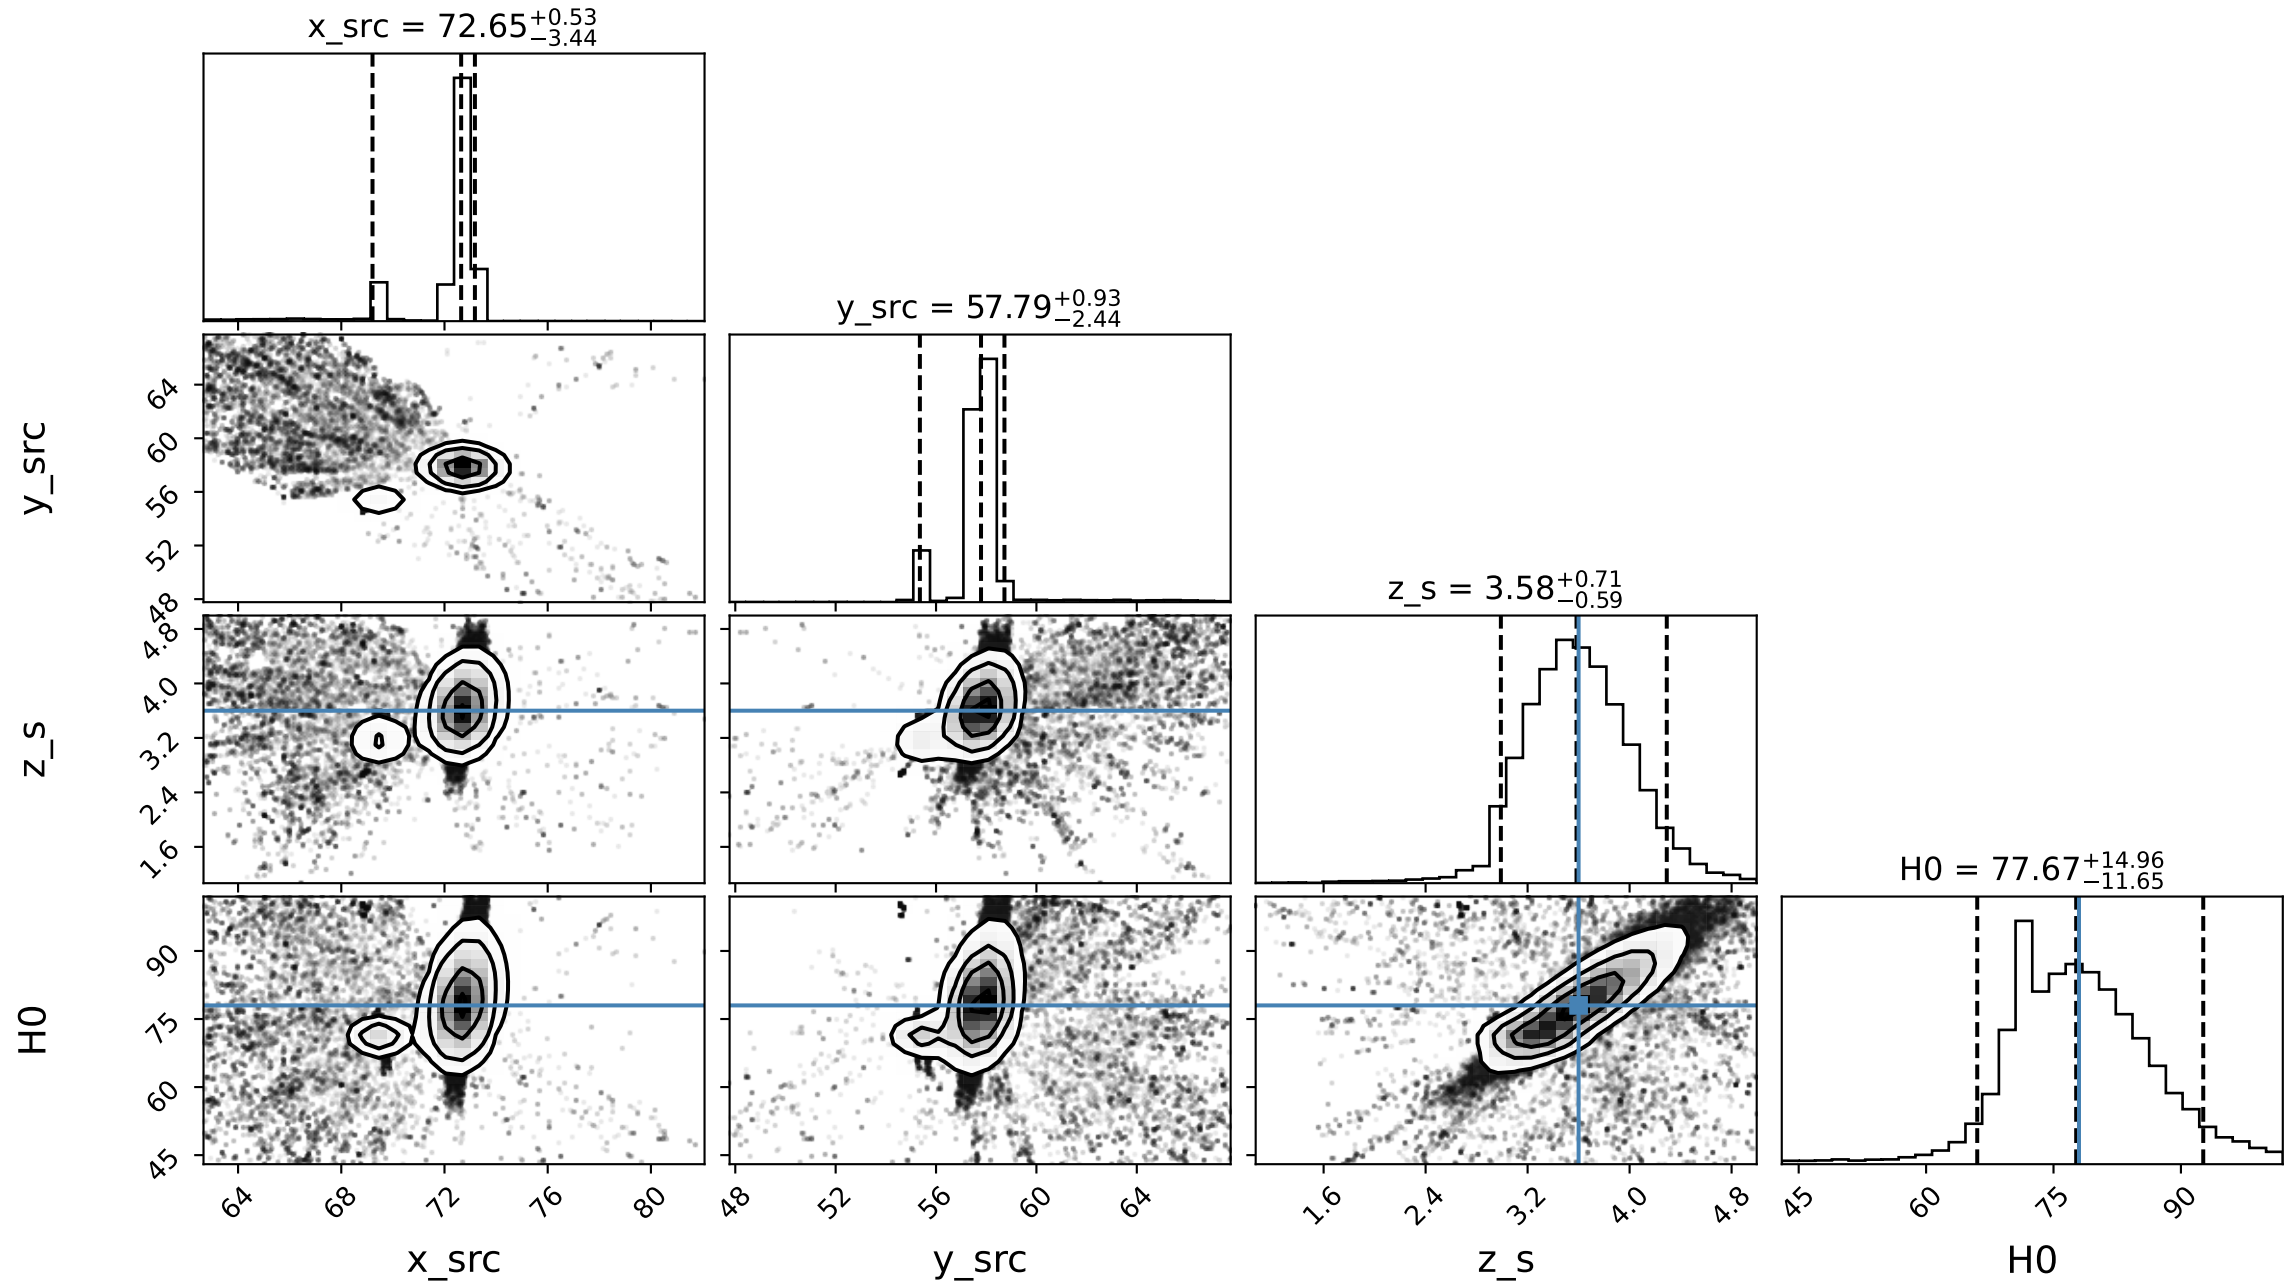 x_src = 72.65+0.53 −3.44
y_src = 57.79+0.93 −2.44
64
60
56
52
48
y_src
z_s = 3.58+0.71 −0.59
4.8
4.0
3.2
2.4
1.6
z_s
H0 = 77.67+14.96 −11.65
90
75
60
45
H0
64 68 72 76 80
48 52 56 60 64
1.6 2.4 3.2 4.0 4.8
45 60 75 90
x_src
y_src
z_s
H0